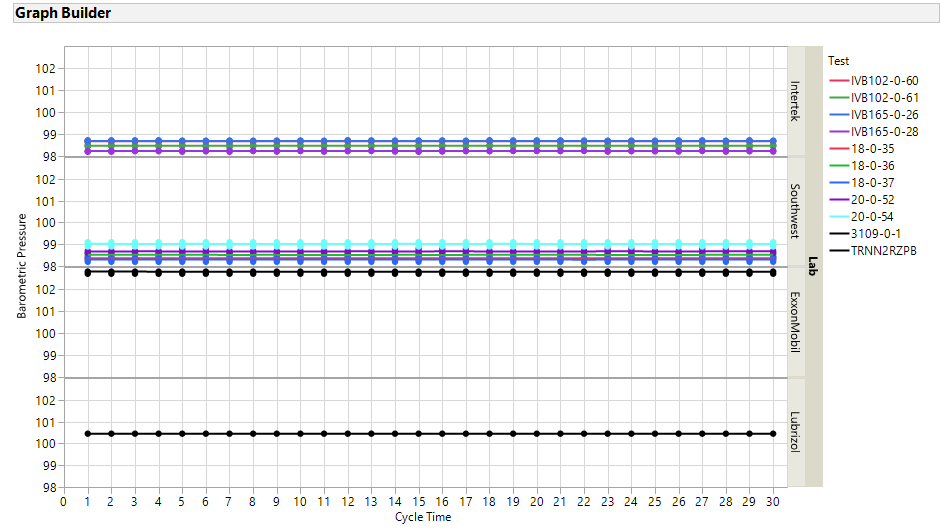 Graph Builder
102
101
100
99
98
102
101
100
99
98
102
101
100
99
98
102
101
100
99
98
Barometric Pressure
0 1 2 3 4 5 6 7 8 9 10 11 12 13 14 15 16 17 18 19 20 21 22 23 24 25 26 27 28 29 30
Cycle Time
Intertek
Southwest
ExxonMobil
Lubrizol
Lab
Test
IVB102-0-60
IVB102-0-61
IVB165-0-26
IVB165-0-28
18-0-35
18-0-36
18-0-37
20-0-52
20-0-54
3109-0-1
TRNN2RZPB